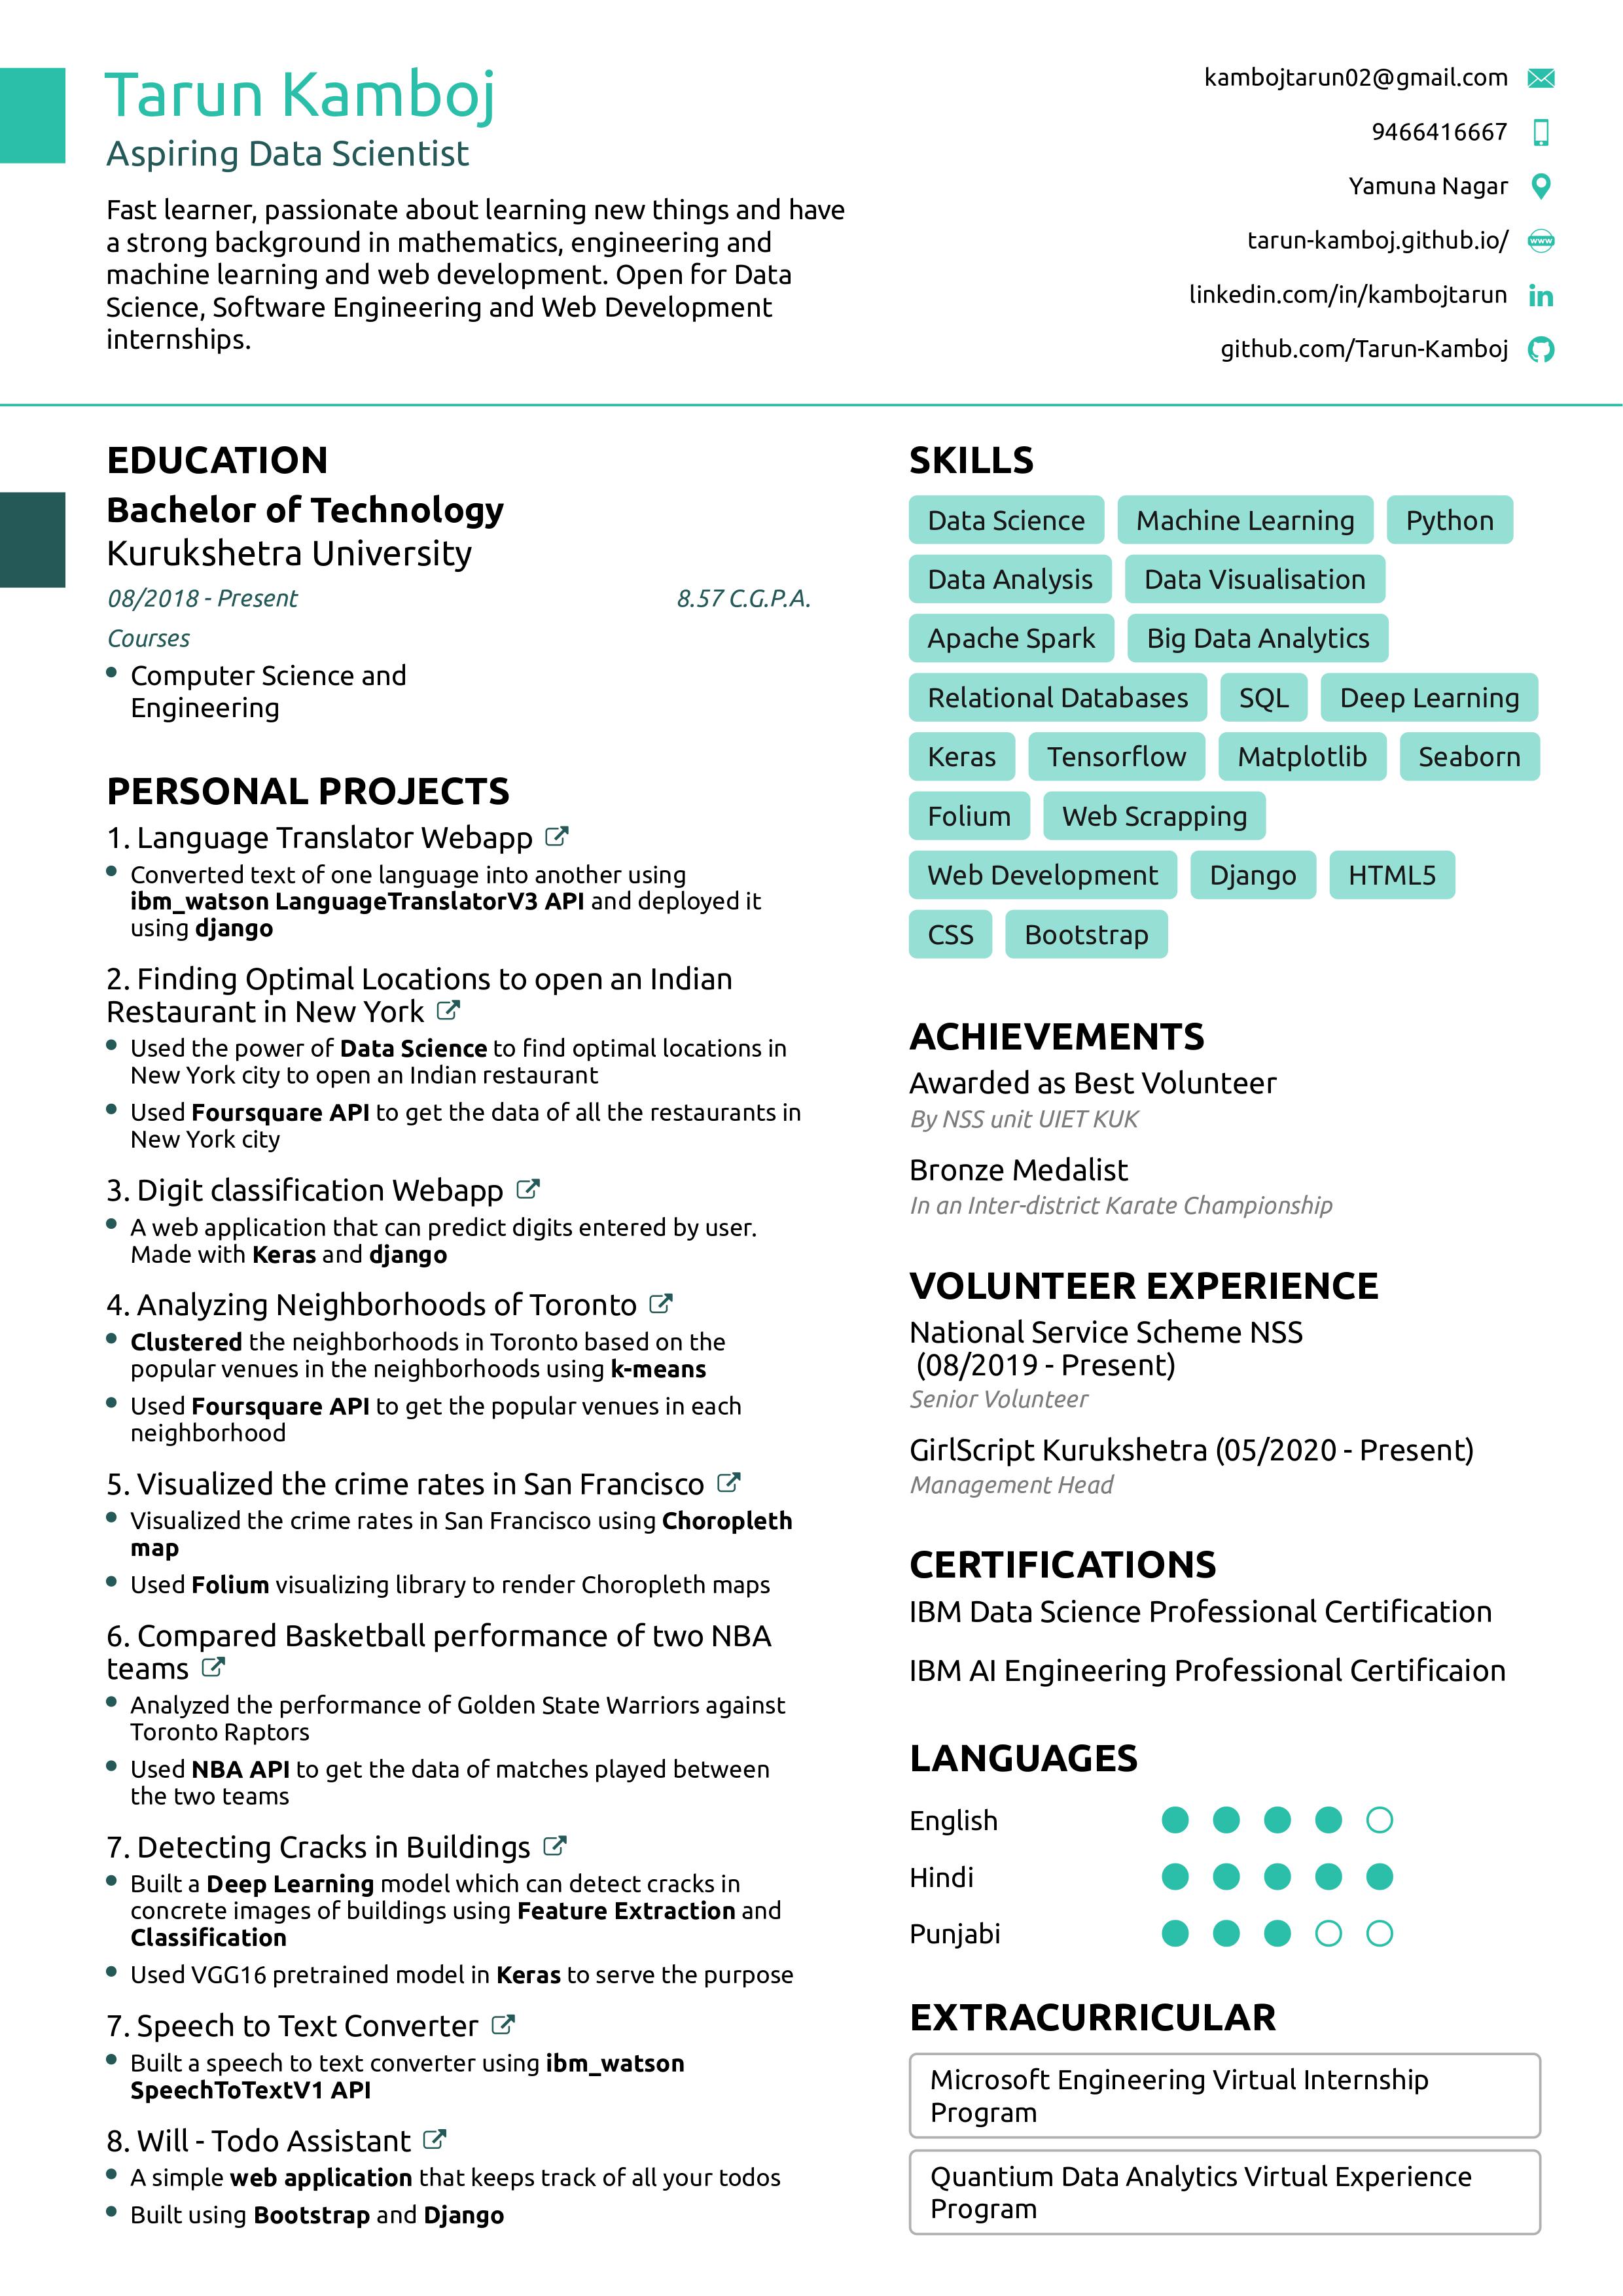 Tarun Kamboj
Aspiring Data Scientist
Fast learner, passionate about learning new things and have
a strong background in mathematics, engineering and
machine learning and web development. Open for Data
Science, Software Engineering and Web Development
internships.
kambojtarun02@gmail.com
9466416667
Yamuna Nagar
tarun-kamboj.github.io/
www
linkedin.com/in/kambojtarun
in
github.com/Tarun-Kamboj
EDUCATION
Bachelor of Technology
Kurukshetra University
08/2018 - Present 8.57 C.G.P.A.
Courses
Computer Science and
Engineering
PERSONAL PROJECTS
1. Language Translator Webapp
Converted text of one language into another using
ibm_watson LanguageTranslatorV3 API and deployed it
using django
2. Finding Optimal Locations to open an Indian
Restaurant in New York
Used the power of Data Science to find optimal locations in
New York city to open an Indian restaurant
Used Foursquare API to get the data of all the restaurants in
New York city
3. Digit classification Webapp
A web application that can predict digits entered by user.
Made with Keras and django
4. Analyzing Neighborhoods of Toronto
Clustered the neighborhoods in Toronto based on the
popular venues in the neighborhoods using k-means
Used Foursquare API to get the popular venues in each
neighborhood
5. Visualized the crime rates in San Francisco
Visualized the crime rates in San Francisco using Choropleth
map
Used Folium visualizing library to render Choropleth maps
6. Compared Basketball performance of two NBA
teams
Analyzed the performance of Golden State Warriors against
Toronto Raptors
Used NBA API to get the data of matches played between
the two teams
7. Detecting Cracks in Buildings
Built a Deep Learning model which can detect cracks in
concrete images of buildings using Feature Extraction and
Classification
Used VGG16 pretrained model in Keras to serve the purpose
7. Speech to Text Converter
Built a speech to text converter using ibm_watson
SpeechToTextV1 API
8. Will - Todo Assistant
A simple web application that keeps track of all your todos
Built using Bootstrap and Django
SKILLS
Data Science Machine Learning Python
Data Analysis Data Visualisation
Apache Spark Big Data Analytics
Relational Databases SQL Deep Learning
Keras Tensorflow Matplotlib Seaborn
Folium Web Scrapping
Web Development Django HTML5
CSS Bootstrap
ACHIEVEMENTS
Awarded as Best Volunteer
By NSS unit UIET KUK
Bronze Medalist
In an Inter-district Karate Championship
VOLUNTEER EXPERIENCE
National Service Scheme NSS
(08/2019 - Present)
Senior Volunteer
GirlScript Kurukshetra (05/2020 - Present)
Management Head
CERTIFICATIONS
IBM Data Science Professional Certification
IBM AI Engineering Professional Certificaion
LANGUAGES
English
Hindi
Punjabi
EXTRACURRICULAR
Microsoft Engineering Virtual Internship
Program
Quantium Data Analytics Virtual Experience
Program